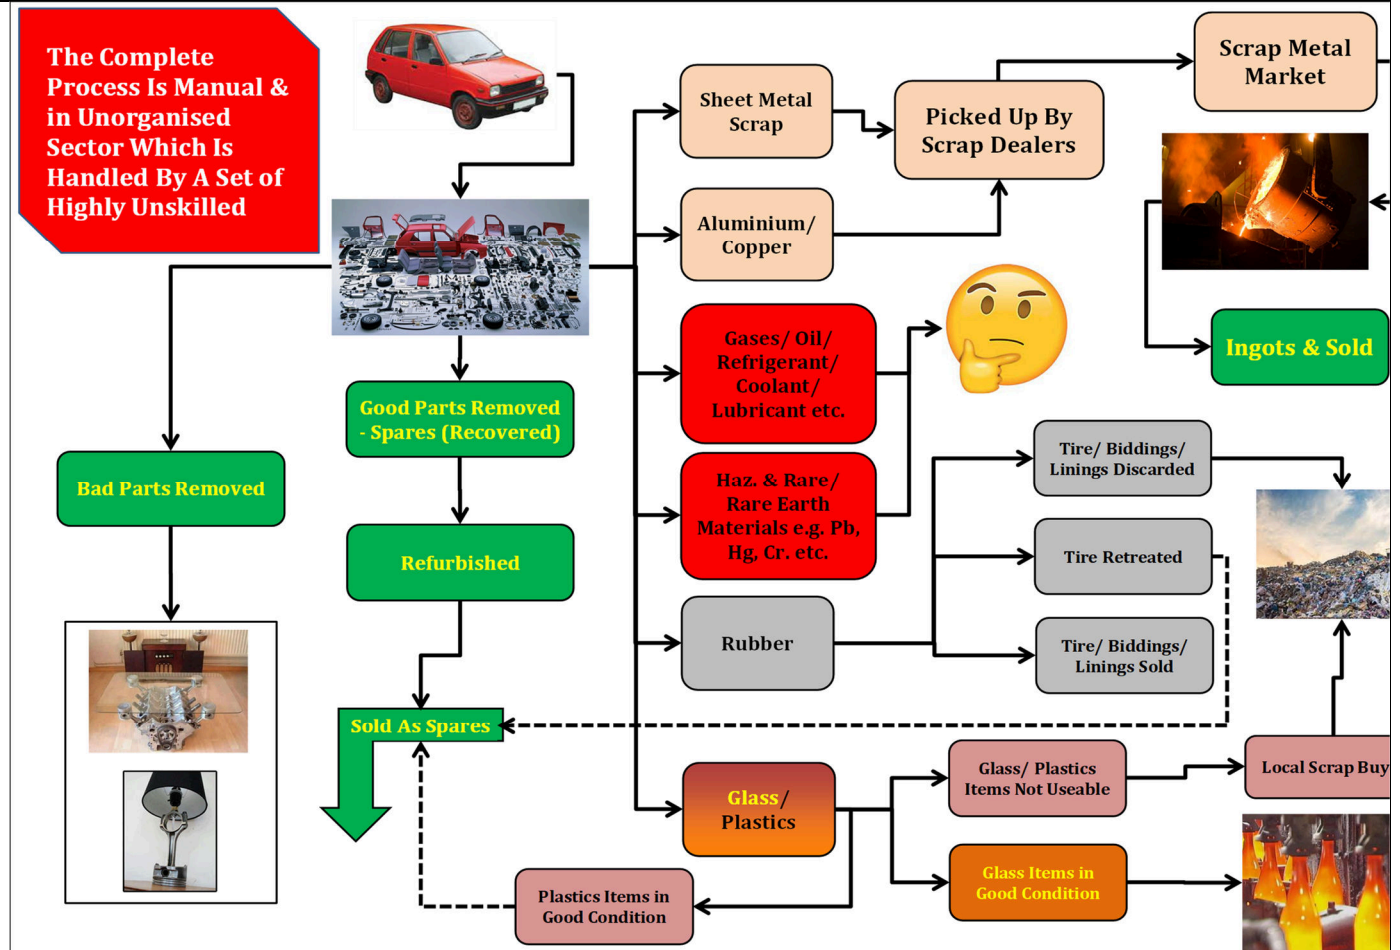 The Complete
Process Is Manual &
in Unorganised
Sector Which Is
Handled By A Set of
Highly Unskilled
Sheet Metal
Scrap
Picked Up By
Scrap Dealers
Scrap Metal
Market
Aluminium/
Copper
Gases/ Oil/
Refrigerant/
Coolant/
Lubricant etc.
Ingots & Sold
Good Parts Removed
- Spares (Recovered)
Bad Parts Removed
Haz. & Rare/
Rare Earth
Materials e.g. Pb,
Hg, Cr. etc.
Tire/ Biddings/
Linings Discarded
Refurbished
Tire Retreated
Rubber
Tire/ Biddings/
Linings Sold
Sold As Spares
Glass/
Plastics
Glass/ Plastics
Items Not Useable
Local Scrap Buy
Plastics Items in
Good Condition
Glass Items in
Good Condition